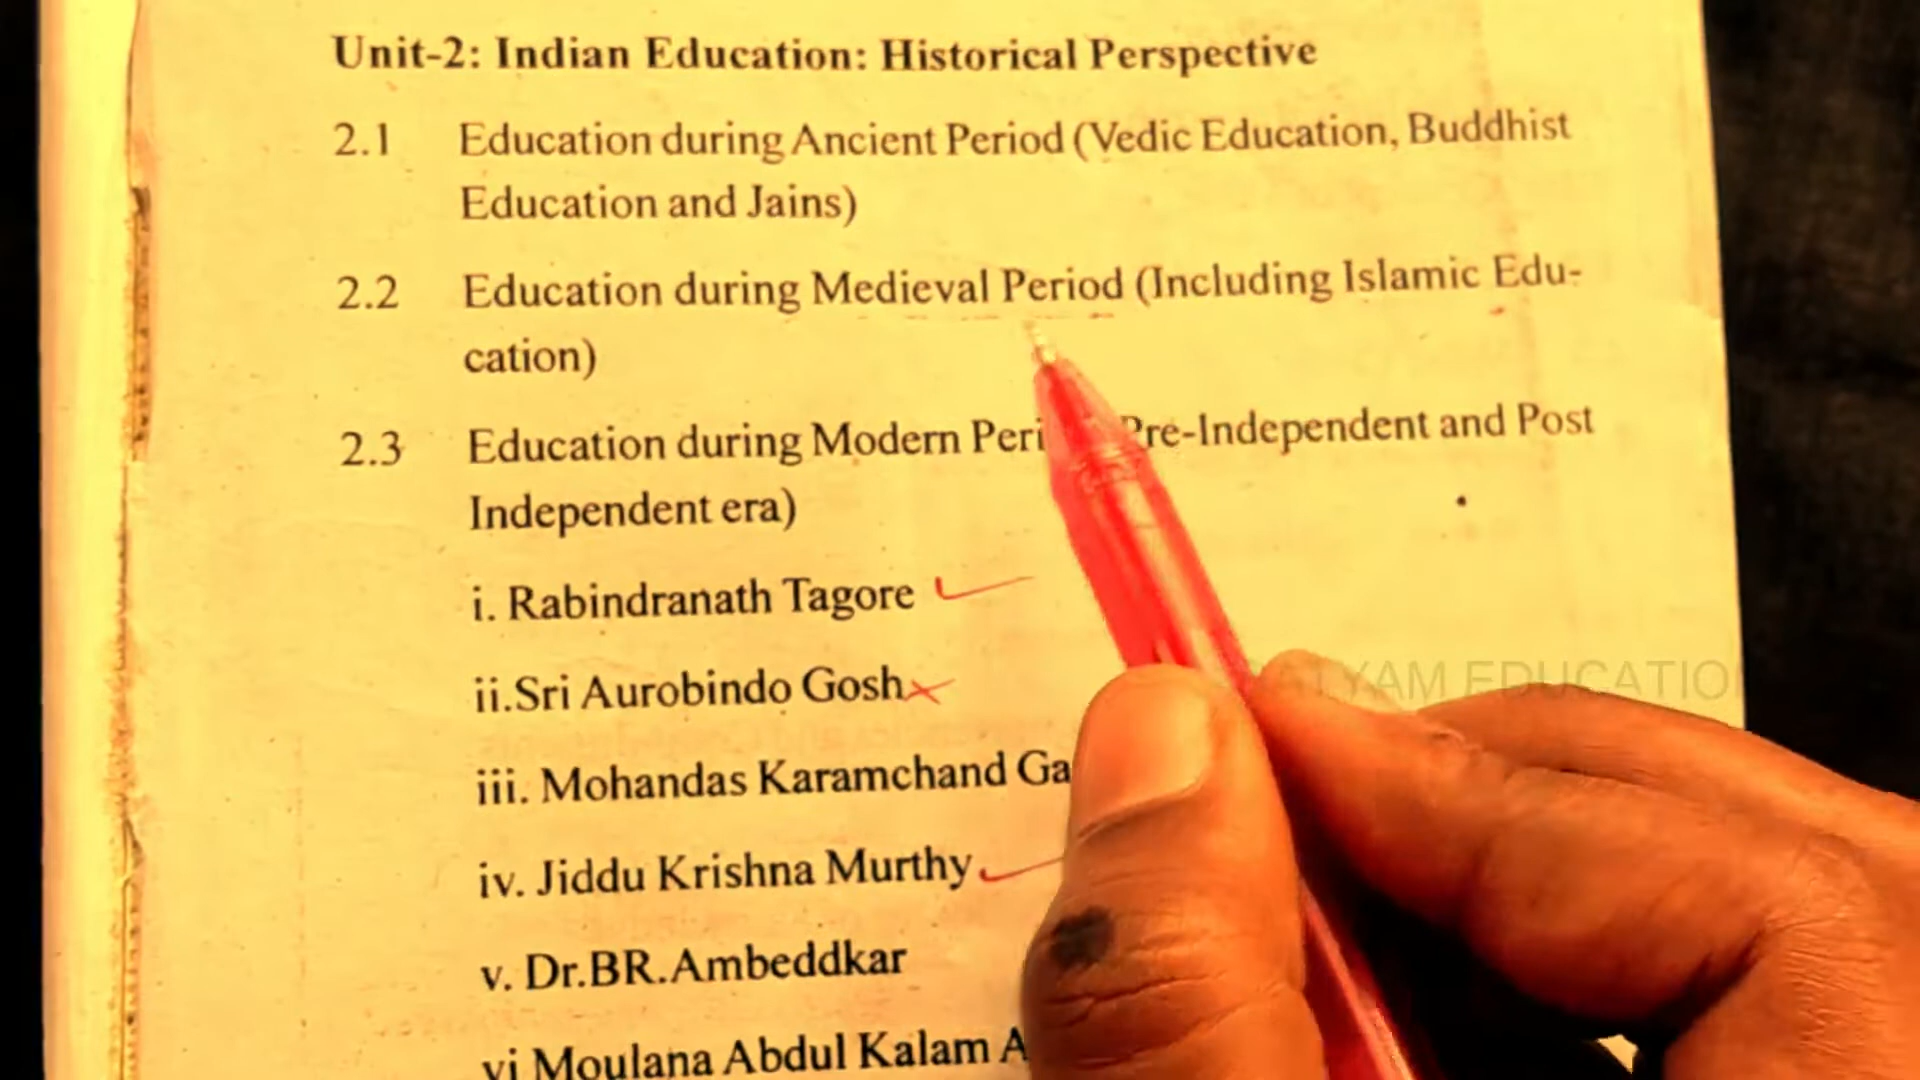 Unit-2: Indian Education: Historical Perspective
2.1 Education during Ancient Period (Vedic Education, Buddhist
Education and Jains)
2.2 Education during Medieval Period (Including Islamic Edu-
cation)
2.3 Education during Modern Pre-Independent and Post
Independent era)
i. Rabindranath Tagore
ii.Sri Aurobindo Gosh
iii. Mohandas Karamchand
iv. Jiddu Krishna Murthy
v. Dr.BR.Ambeddkar
vi Moulana Abdul Kalam
EDUCATION